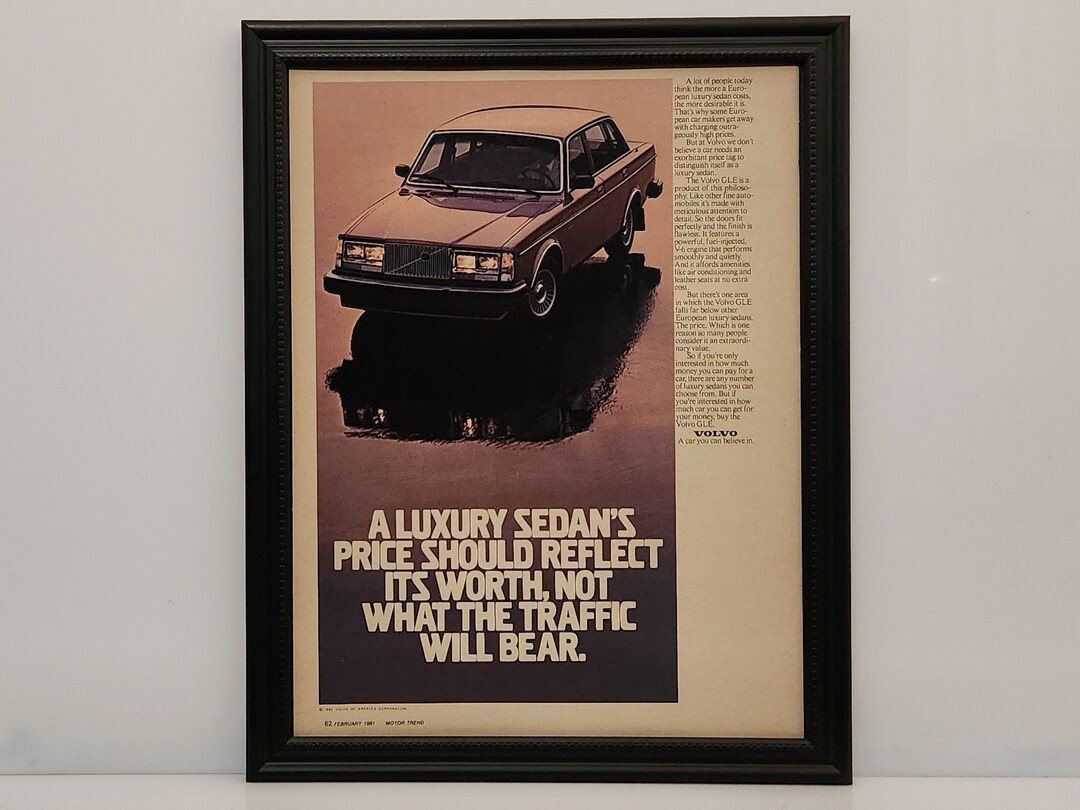 A lot of people today
think the more a Euro-
pean luxury sedan costs,
the more desirable it is.
That's why some Euro-
pean car makers get away
with charging outra-
geously high prices.
But at Volvo we don't
believe a car needs an
exorbitant price tag to
distinguish itself as a
luxury sedan.
The Volvo GLE is a
product of this philoso-
phy. Like other fine auto-
mobiles it's made with
meticulous attention to
detail. So the doors fit
perfectly and the finish is
flawless. It features a
powerful, fuel-injected,
V-6 engine that performs
smoothly and quietly.
And it affords amenities
like air conditioning and
leather seats at no extra
cost.
But there's one area
in which the Volvo GLE
falls far below other
European luxury sedans.
The price. Which is one
reason so many people
consider it an extraordi-
nary value.
So if you're only
interested in how much
money you can pay for a
car, there are any number
of luxury sedans you can
choose from. But if
you're interested in how
much car you can get for
your money, buy the
Volvo GLE.
VOLVO
A car you can believe in.
A LUXURY SEDAN'S
PRICE SHOULD REFLECT
ITS WORTH, NOT
WHAT THE TRAFFIC
WILL BEAR.
VOLVO OF AMERICA CORPORATION
62 FEBRUARY 1981 MOTOR TREND